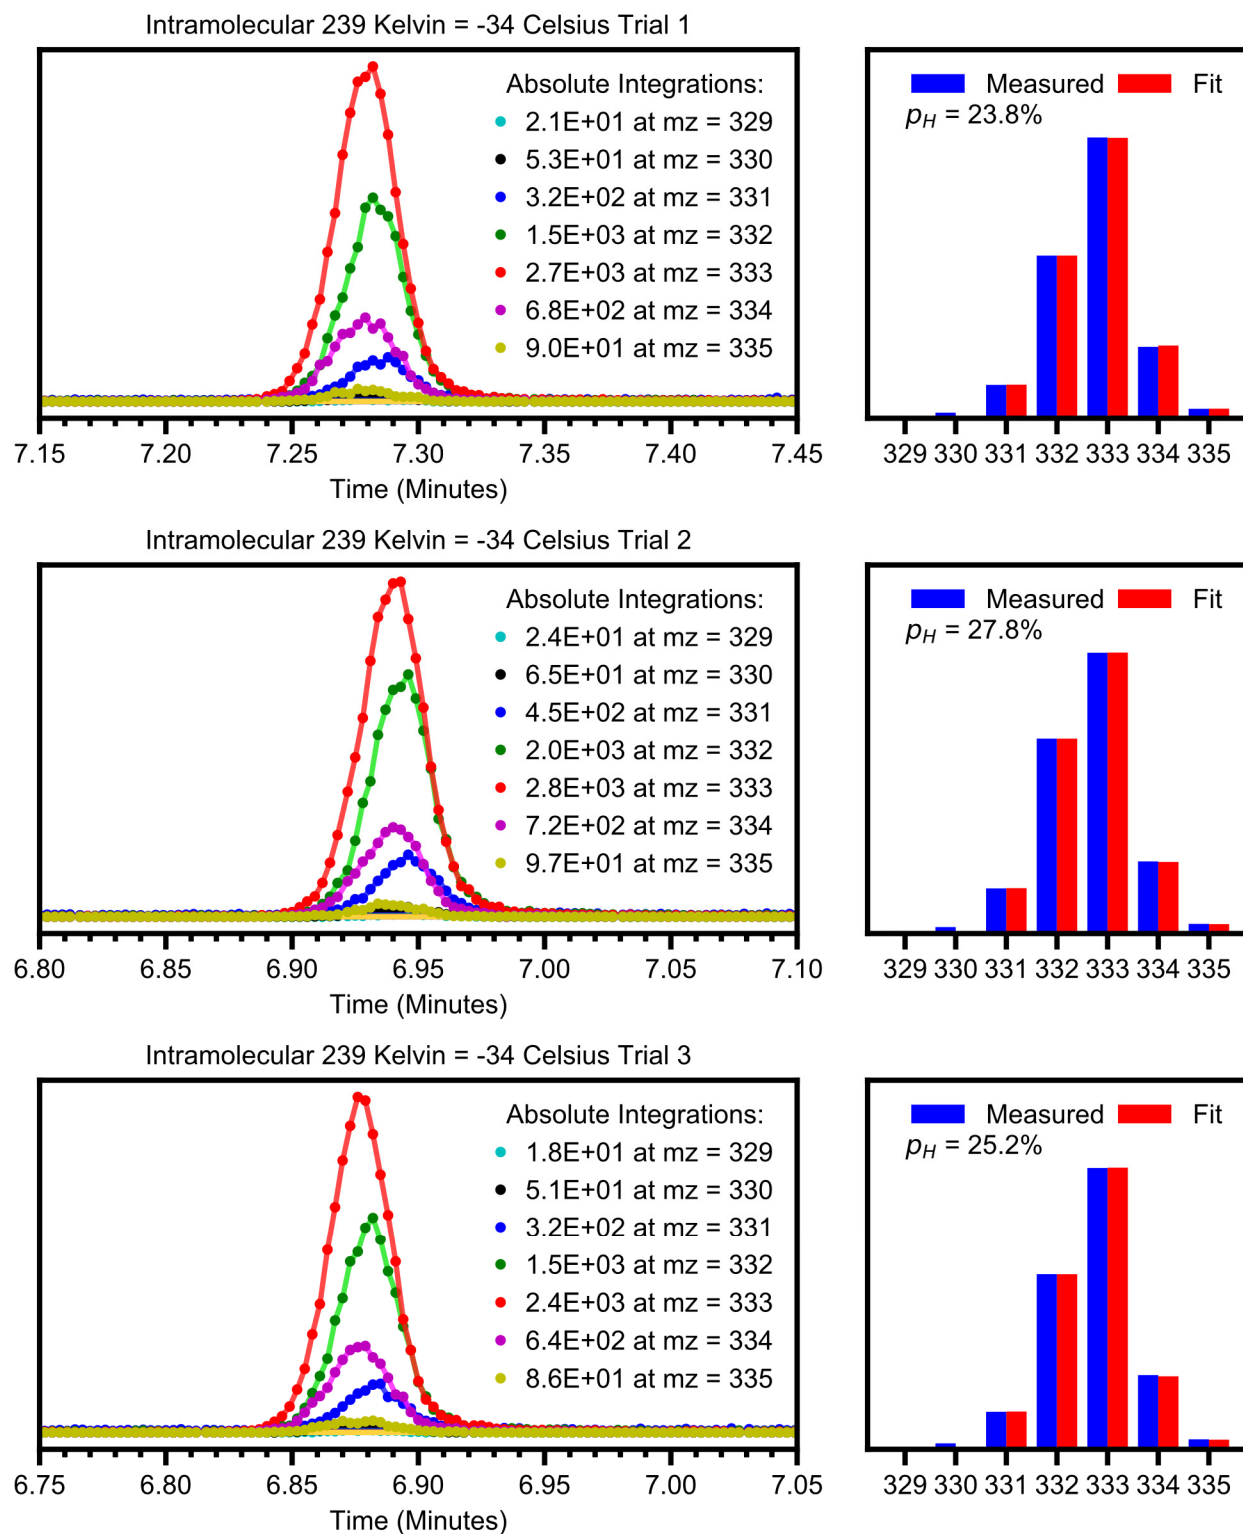 Intramolecular 239 Kelvin = -34 Celsius Trial 1
Absolute Integrations:
2.1E+01 at mz = 329
5.3E+01 at mz = 330
3.2E+02 at mz = 331
1.5E+03 at mz = 332
2.7E+03 at mz = 333
6.8E+02 at mz = 334
9.0E+01 at mz = 335
7.15 7.20 7.25 7.30 7.35 7.40 7.45
Time (Minutes)
Measured Fit
pH = 23.8%
329 330 331 332 333 334 335
Intramolecular 239 Kelvin = -34 Celsius Trial 2
Absolute Integrations:
2.4E+01 at mz = 329
6.5E+01 at mz = 330
4.5E+02 at mz = 331
2.0E+03 at mz = 332
2.8E+03 at mz = 333
7.2E+02 at mz = 334
9.7E+01 at mz = 335
6.80 6.85 6.90 6.95 7.00 7.05 7.10
Time (Minutes)
Measured Fit
pH = 27.8%
329 330 331 332 333 334 335
Intramolecular 239 Kelvin = -34 Celsius Trial 3
Absolute Integrations:
1.8E+01 at mz = 329
5.1E+01 at mz = 330
3.2E+02 at mz = 331
1.5E+03 at mz = 332
2.4E+03 at mz = 333
6.4E+02 at mz = 334
8.6E+01 at mz = 335
6.75 6.80 6.85 6.90 6.95 7.00 7.05
Time (Minutes)
Measured Fit
pH = 25.2%
329 330 331 332 333 334 335